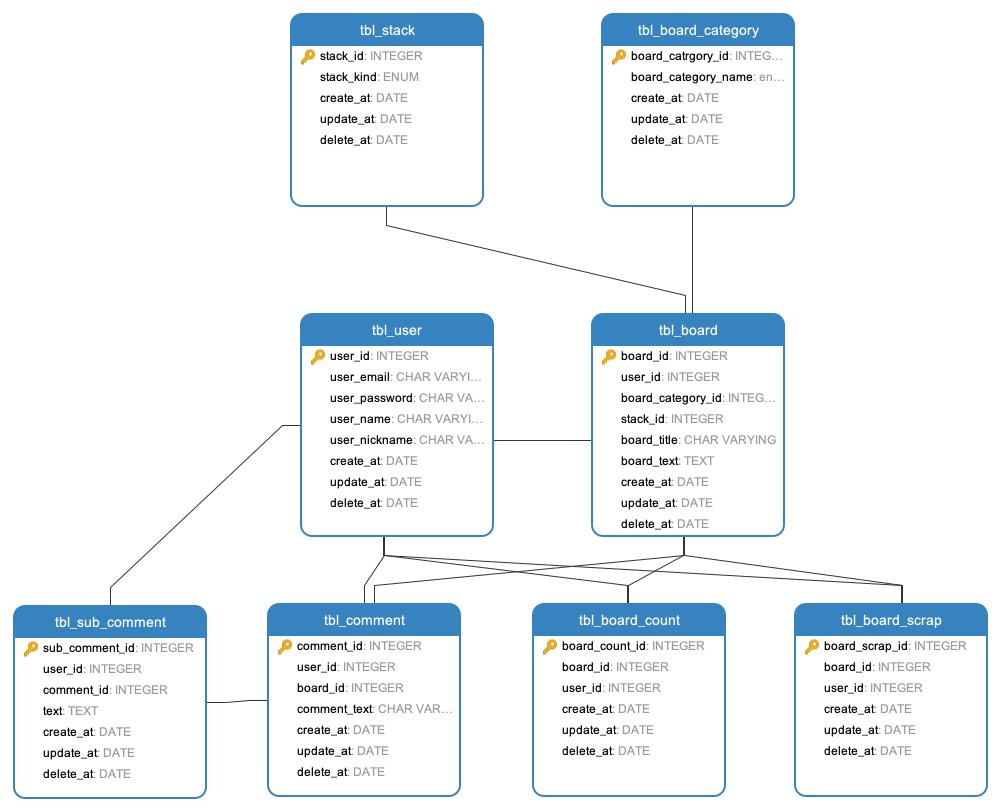 tbl_stack
stack_id: INTEGER
stack_kind: ENUM
create_at: DATE
update_at: DATE
delete_at: DATE
tbl_board_category
board_catrgory_id: INTEG...
board_category_name: en...
create_at: DATE
update_at: DATE
delete_at: DATE
tbl_user
user_id: INTEGER
user_email: CHAR VARYI...
user_password: CHAR VA...
user_name: CHAR VARYI...
user_nickname: CHAR VA...
create_at: DATE
update_at: DATE
delete_at: DATE
tbl_board
board_id: INTEGER
user_id: INTEGER
board_category_id: INTEG...
stack_id: INTEGER
board_title: CHAR VARYING
board_text: TEXT
create_at: DATE
update_at: DATE
delete_at: DATE
tbl_sub_comment
sub_comment_id: INTEGER
user_id: INTEGER
comment_id: INTEGER
text: TEXT
create_at: DATE
update_at: DATE
delete_at: DATE
tbl_comment
comment_id: INTEGER
user_id: INTEGER
board_id: INTEGER
comment_text: CHAR VAR...
create_at: DATE
update_at: DATE
delete_at: DATE
tbl_board_count
board_count_id: INTEGER
board_id: INTEGER
user_id: INTEGER
create_at: DATE
update_at: DATE
delete_at: DATE
tbl_board_scrap
board_scrap_id: INTEGER
board_id: INTEGER
user_id: INTEGER
create_at: DATE
update_at: DATE
delete_at: DATE